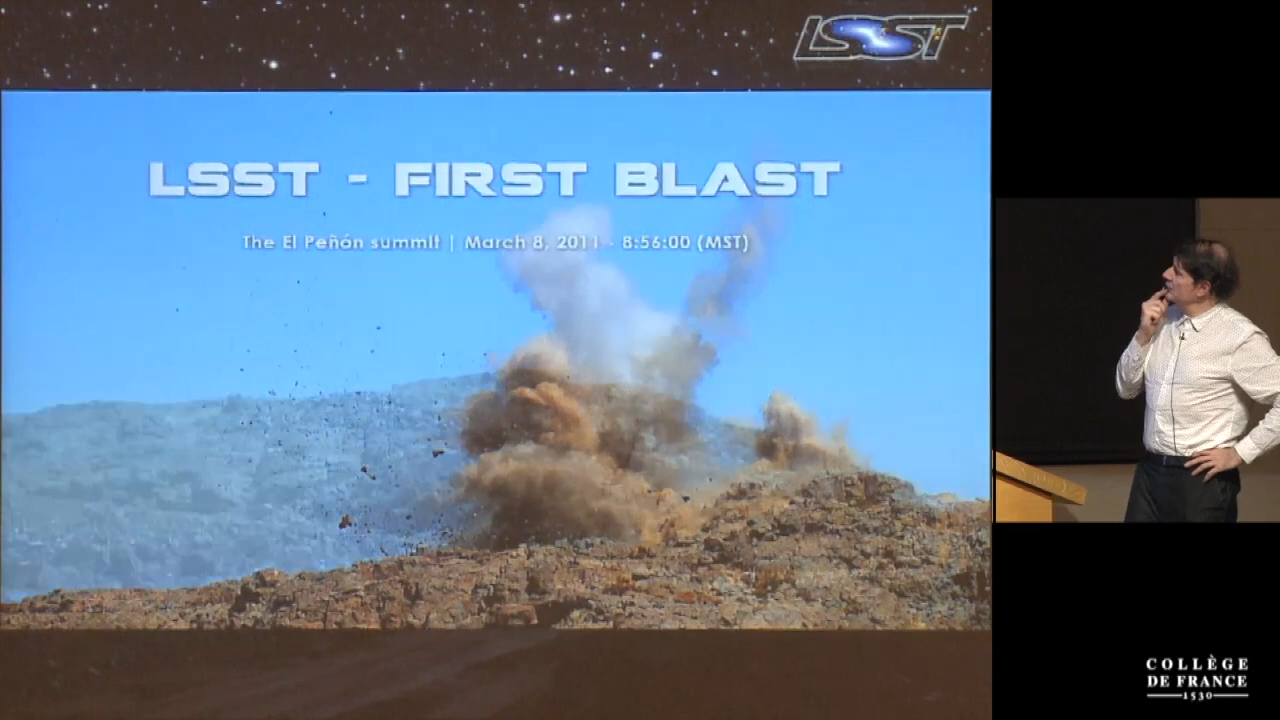 LSST
LSST - FIRST BLAST
The El Peñón summit | March 8, 2011 - 8:56:00 (MST)
COLLÈGE
DE FRANCE
1530